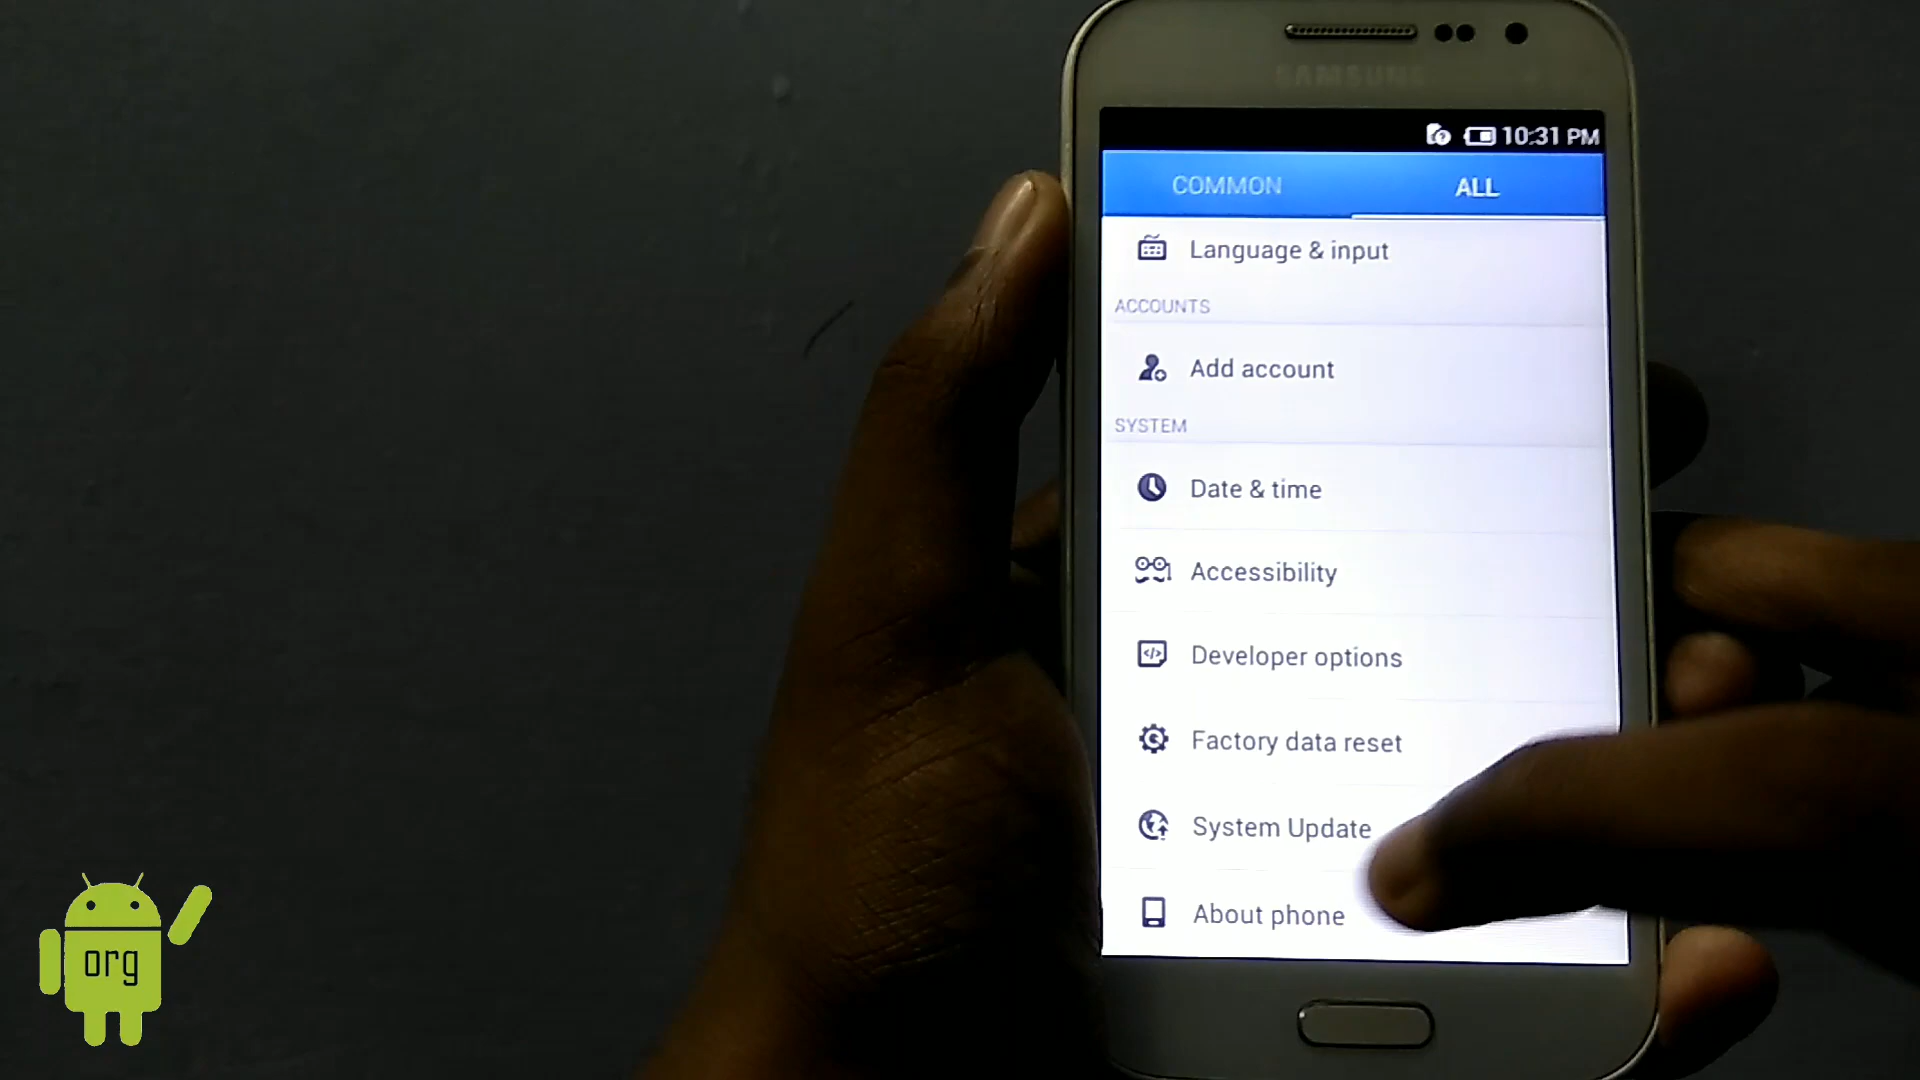 SAMSUNG
10:31 PM
COMMON
ALL
Language & input
ACCOUNTS
Add account
SYSTEM
Date & time
Accessibility
Developer options
Factory data reset
System Update
About phone
org